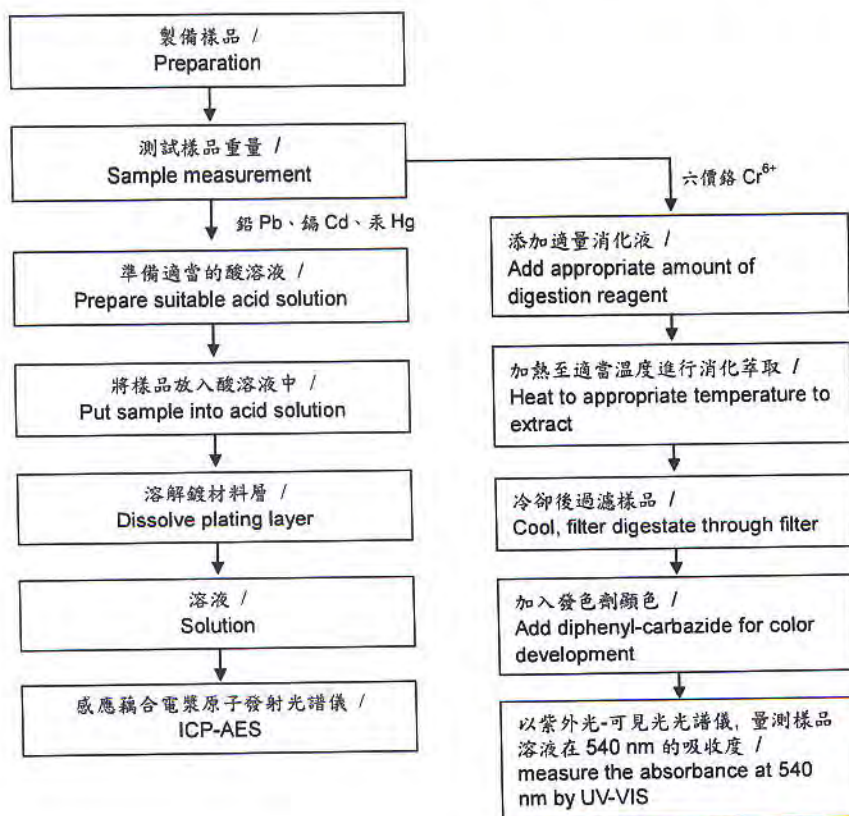 製備樣品 /
Preparation
測試樣品重量 /
Sample measurement
鉛 Pb、鎘 Cd、汞 Hg
準備適當的酸溶液 /
Prepare suitable acid solution
將樣品放入酸溶液中 /
Put sample into acid solution
溶解鍍材料層 /
Dissolve plating layer
溶液 /
Solution
感應藕合電漿原子發射光譜儀 /
ICP-AES
六價鉻 Cr⁶⁺
添加適量消化液 /
Add appropriate amount of
digestion reagent
加熱至適當溫度進行消化萃取 /
Heat to appropriate temperature to
extract
冷卻後過濾樣品 /
Cool, filter digestate through filter
加入發色劑顯色 /
Add diphenyl-carbazide for color
development
以紫外光-可見光光譜儀, 量測樣品
溶液在 540 nm 的吸收度 /
measure the absorbance at 540
nm by UV-VIS